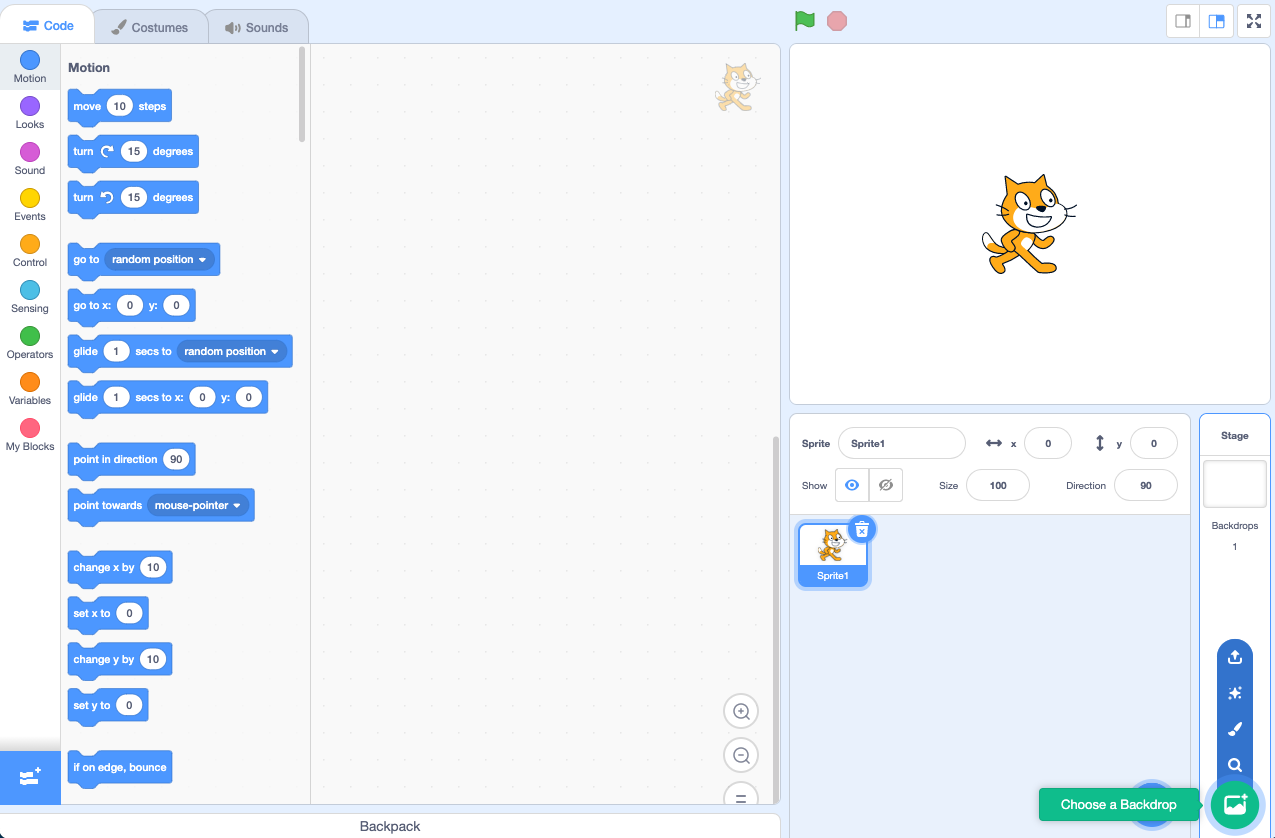 Code
Costumes
Sounds
Motion
Looks
Sound
Events
Control
Sensing
Operators
Variables
My Blocks
Motion
move 10 steps
turn 15 degrees
turn 15 degrees
go to random position
go to x: 0 y: 0
glide 1 secs to random position
glide 1 secs to x: 0 y: 0
point in direction 90
point towards mouse-pointer
change x by 10
set x to 0
change y by 10
set y to 0
if on edge, bounce
Backpack
Sprite Sprite1 x 0 y 0
Show Size 100 Direction 90
Sprite1
Stage
Backdrops
1
Choose a Backdrop